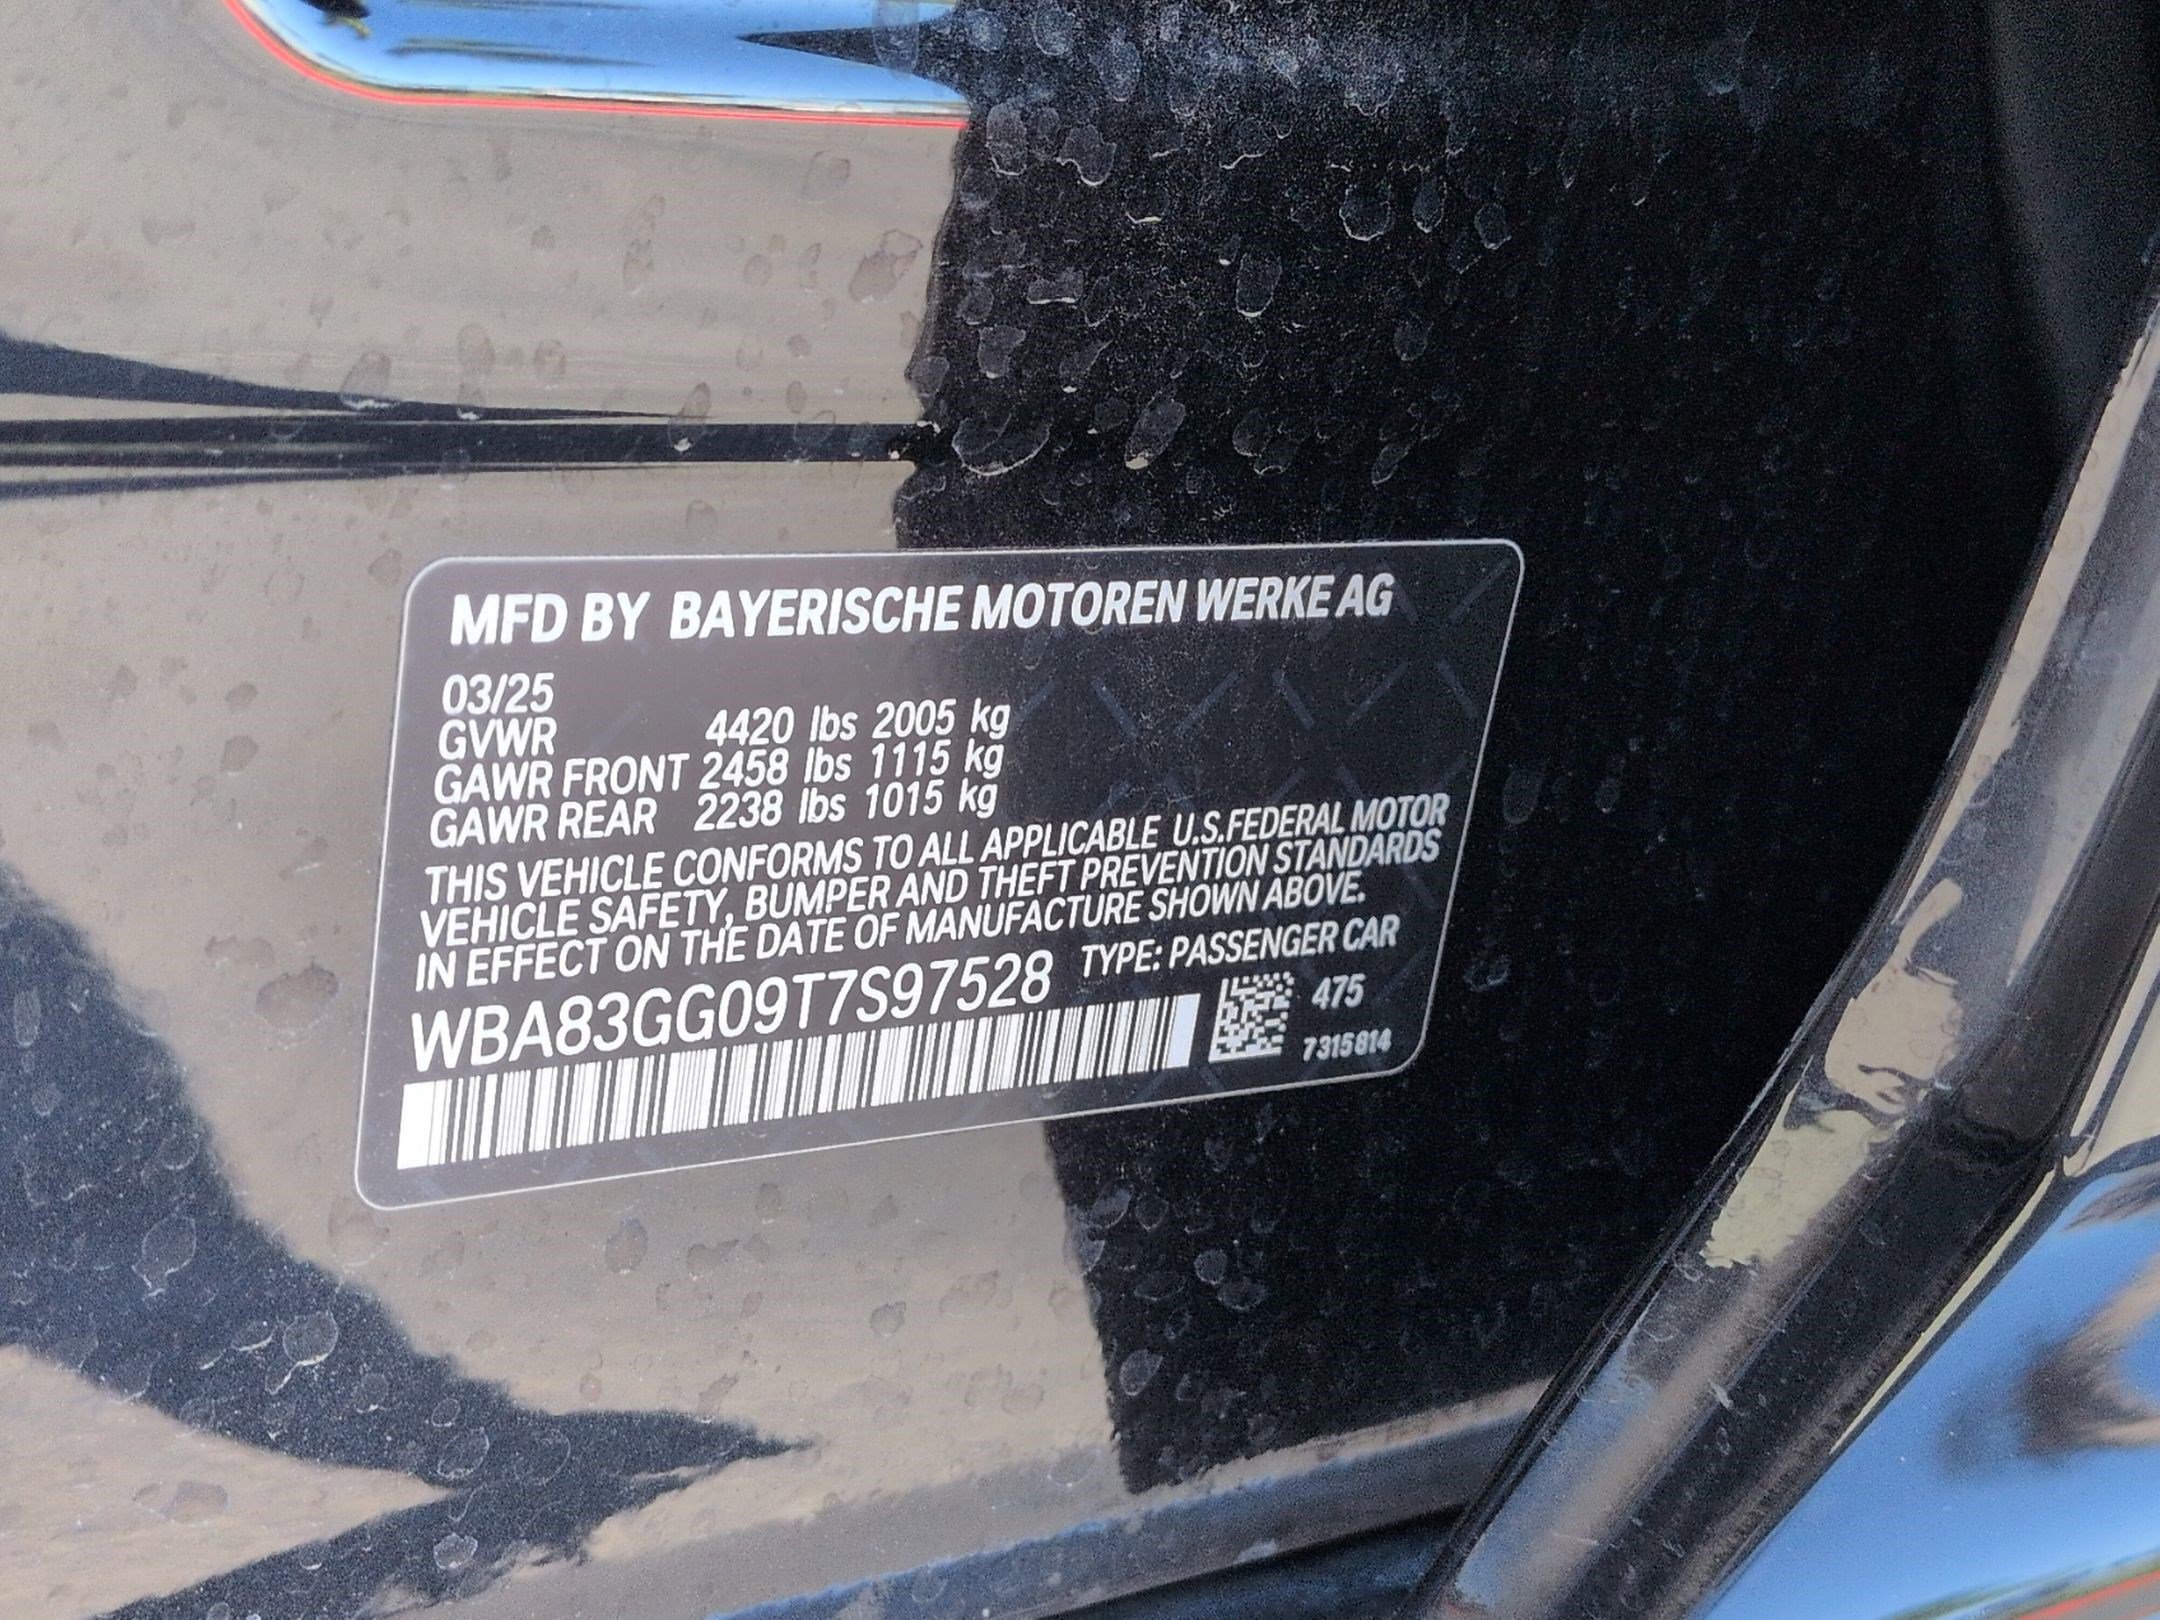 MFD BY BAYERISCHE MOTOREN WERKE AG
03/25
GVWR 4420 lbs 2005 kg
GAWR FRONT 2458 lbs 1115 kg
GAWR REAR 2238 lbs 1015 kg
THIS VEHICLE CONFORMS TO ALL APPLICABLE U.S.FEDERAL MOTOR
VEHICLE SAFETY, BUMPER AND THEFT PREVENTION STANDARDS
IN EFFECT ON THE DATE OF MANUFACTURE SHOWN ABOVE.
WBA83GG09T7S97528 TYPE: PASSENGER CAR
475
7315814